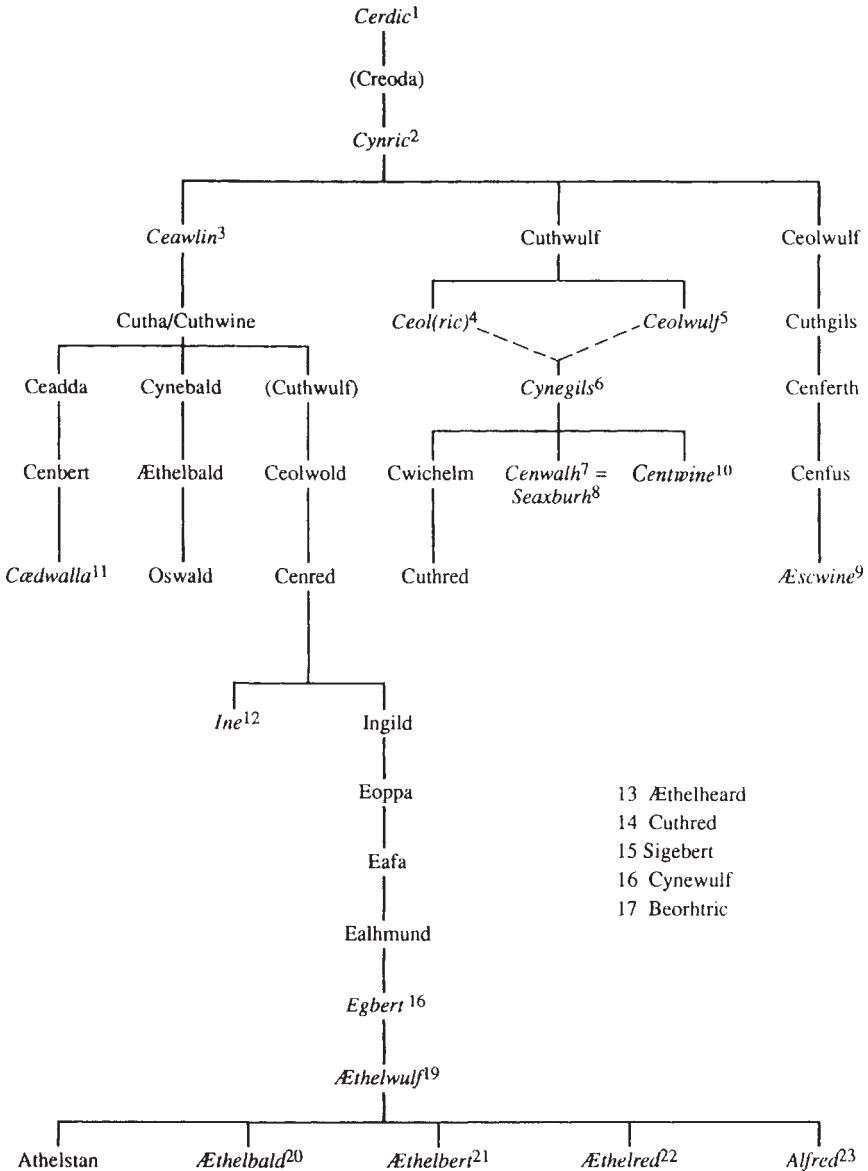 Cerdic¹
(Creoda)
Cynric²
Ceawlin³ Cuthwulf Ceolwulf
Cutha/Cuthwine Ceol(ric)⁴ Ceolwulf⁵ Cuthgils
Ceadda Cynebald (Cuthwulf) Cynegils⁶ Cenferth
Cenbert Æthelbald Ceolwold Cwichelm Cenwalh⁷ = Centwine¹⁰ Cenfus
Seaxburh⁸
Cædwalla¹¹ Oswald Cenred Cuthred Æscwine⁹
Ine¹² Ingild
Eoppa
13 Æthelheard
14 Cuthred
Eafa
15 Sigebert
16 Cynewulf
17 Beorhtric
Ealhmund
Egbert ¹⁶
Æthelwulf¹⁹
Athelstan Æthelbald²⁰ Æthelbert²¹ Æthelred²² Alfred²³